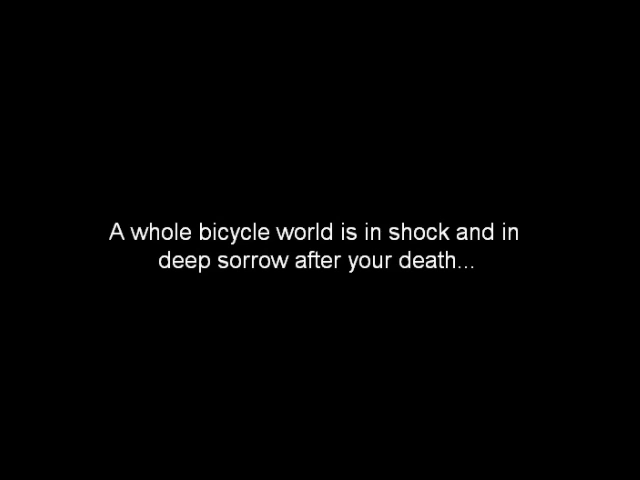 A whole bicycle world is in shock and in
deep sorrow after your death...